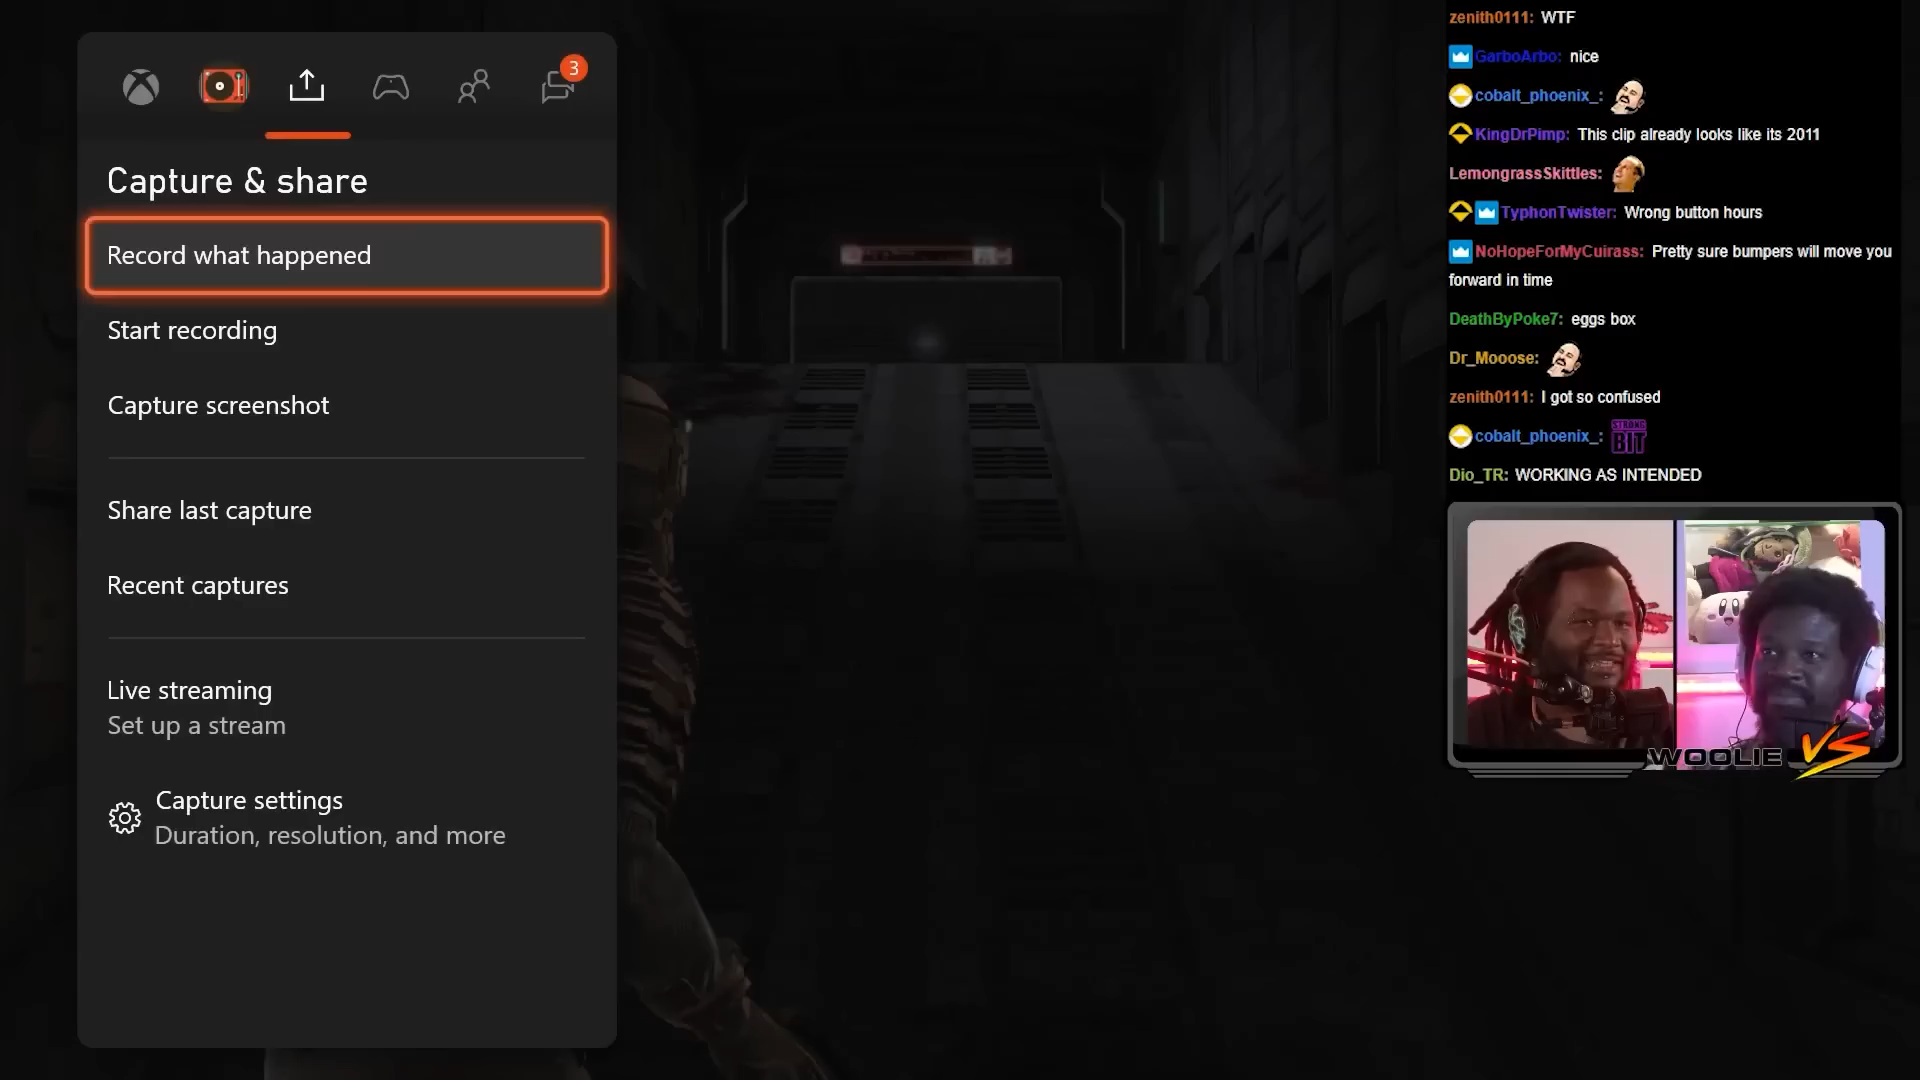 3
Capture & share
Record what happened
Start recording
Capture screenshot
Share last capture
Recent captures
Live streaming
Set up a stream
Capture settings
Duration, resolution, and more
zenith0111: WTF
GarboArbo: nice
cobalt_phoenix_:
KingDrPimp: This clip already looks like its 2011
LemongrassSkittles:
TyphonTwister: Wrong button hours
NoHopeForMyCuirass: Pretty sure bumpers will move you
forward in time
DeathByPoke7: eggs box
Dr_Mooose:
zenith0111: I got so confused
cobalt_phoenix_: STRONG
BIT
Dio_TR: WORKING AS INTENDED
WOOLIE VS